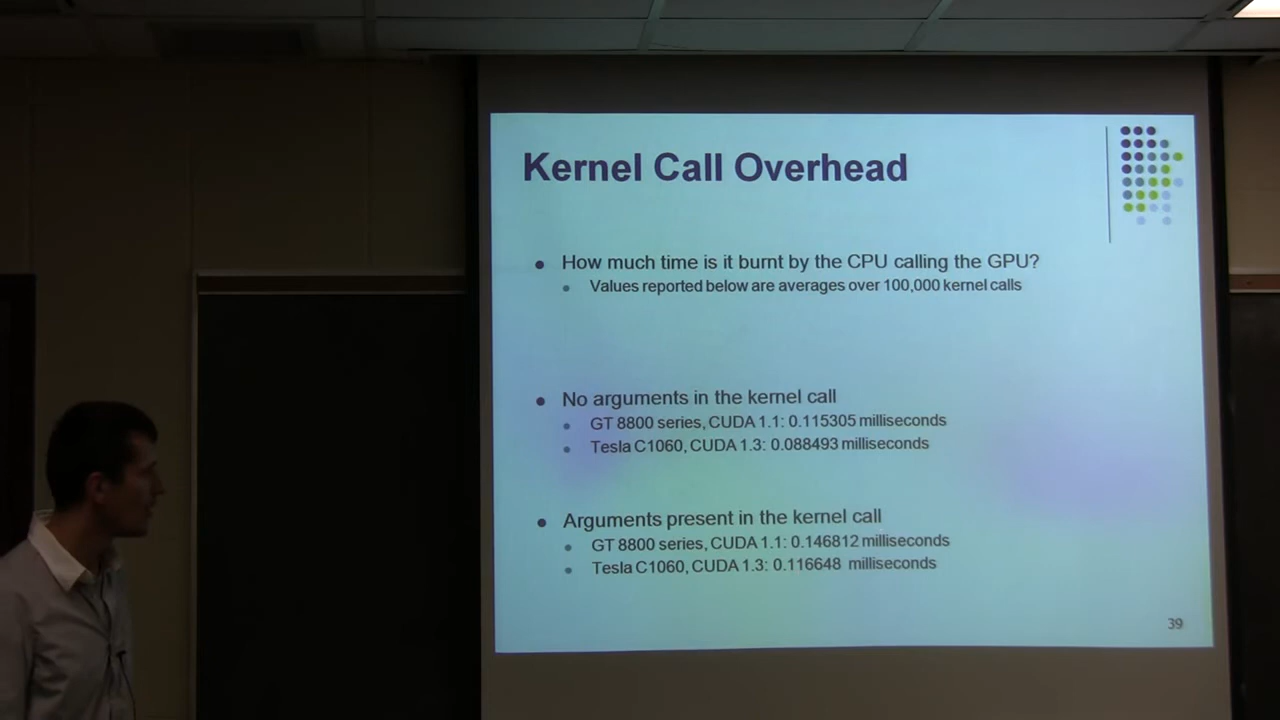 Kernel Call Overhead
How much time is it burnt by the CPU calling the GPU?
Values reported below are averages over 100,000 kernel calls
No arguments in the kernel call
GT 8800 series, CUDA 1.1: 0.115305 milliseconds
Tesla C1060, CUDA 1.3: 0.088493 milliseconds
Arguments present in the kernel call
GT 8800 series, CUDA 1.1: 0.146812 milliseconds
Tesla C1060, CUDA 1.3: 0.116648 milliseconds
39